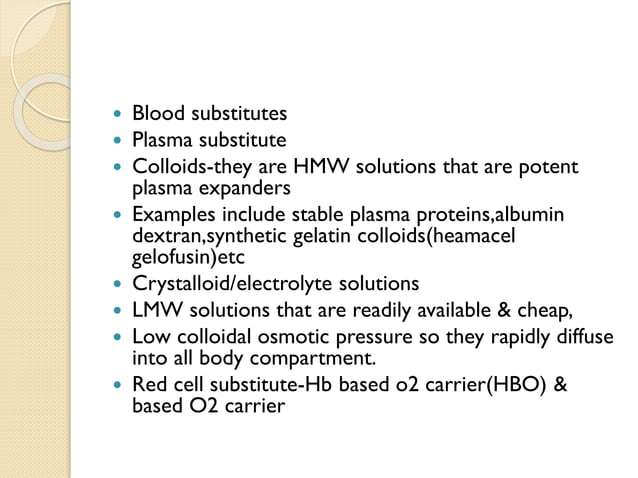 • Blood substitutes
• Plasma substitute
• Colloids-they are HMW solutions that are potent
plasma expanders
• Examples include stable plasma proteins,albumin
dextran,synthetic gelatin colloids(heamacel
gelofusin)etc
• Crystalloid/electrolyte solutions
• LMW solutions that are readily available & cheap,
• Low colloidal osmotic pressure so they rapidly diffuse
into all body compartment.
• Red cell substitute-Hb based o2 carrier(HBO) &
based O2 carrier